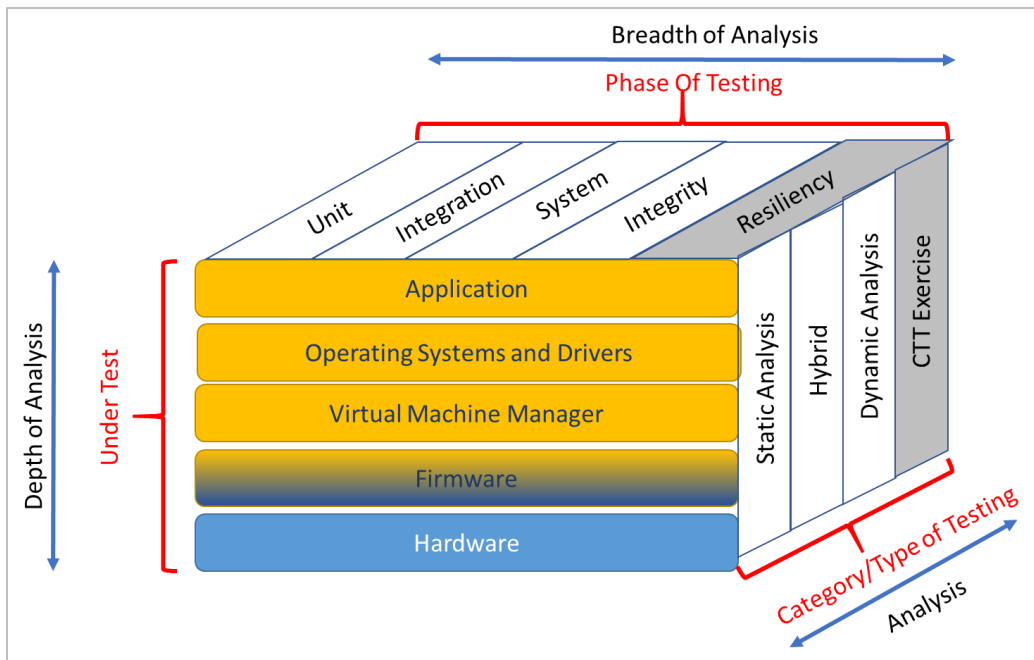 Breadth of Analysis
Phase Of Testing
Unit
Integration
System
Integrity
Resiliency
Depth of Analysis
Under Test
Application
Operating Systems and Drivers
Virtual Machine Manager
Firmware
Hardware
Static Analysis
Hybrid
Dynamic Analysis
CTT Exercise
Category/Type of Testing
Analysis